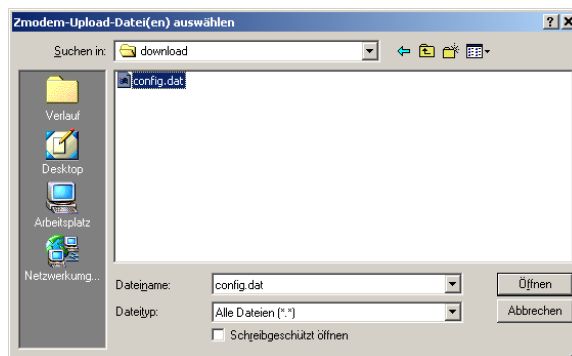 Zmodem-Upload-Datei(en) auswählen
Suchen in: download
config.dat
Verlauf
Desktop
Arbeitsplatz
Netzwerkumg...
Dateiname: config.dat Öffnen
Dateityp: Alle Dateien (*.*) Abbrechen
Schreibgeschützt öffnen